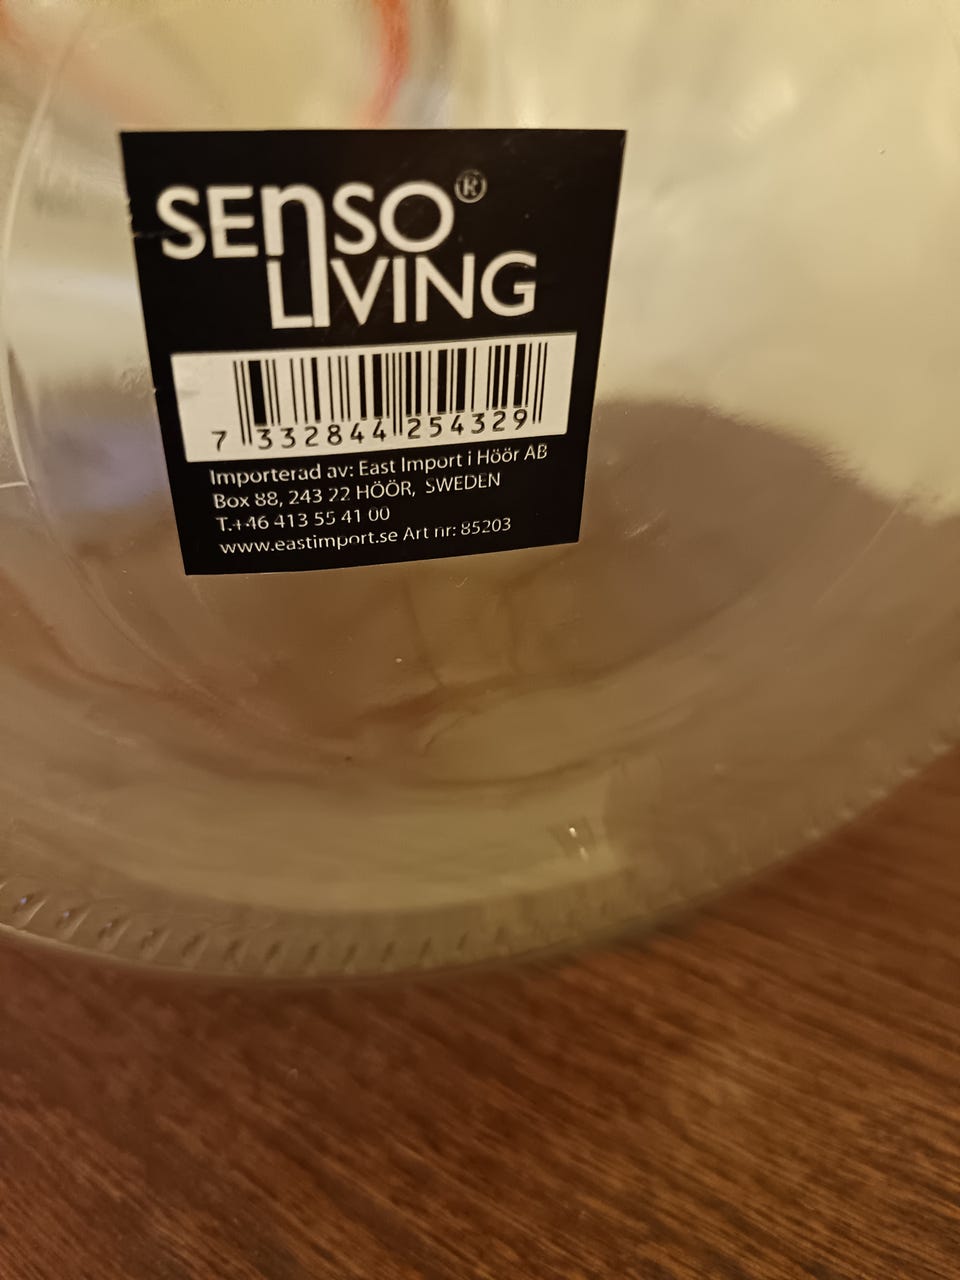 SEnSO®
LIVING
7 332844 254329
Importerad av: East Import i Höör AB
Box 88, 243 22 HÖÖR, SWEDEN
T.+46 413 55 41 00
www.eastimport.se Art nr: 85203